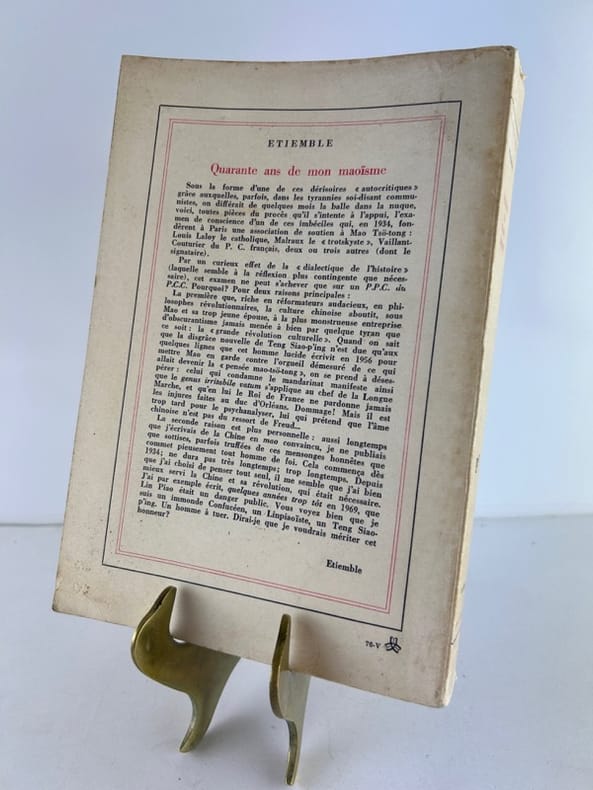 ETIEMBLE
Quarante ans de mon maoïsme
Sous la forme d'une de ces dérisoires « autocritiques »
grâce auxquelles, parfois, dans les tyrannies soi-disant commu-
nistes, on différait de quelques mois la balle dans la nuque,
voici, toutes pièces du procès qu'il s'intente à l'appui, l'exa-
men de conscience d'un de ces imbéciles qui, en 1934, fon-
dèrent à Paris une association de soutien à Mao Tsö-tong :
Louis Laloy le catholique, Malraux le « trotskyste », Vaillant-
Couturier du P. C. français, deux ou trois autres (dont le
signataire).
Par un curieux effet de la « dialectique de l'histoire »
(laquelle semble à la réflexion plus contingente que néces-
saire), cet examen ne peut s'achever que sur un P.P.C. du
P.C.C. Pourquoi? Pour deux raisons principales :
La première que, riche en réformateurs audacieux, en phi-
losophes révolutionnaires, la culture chinoise aboutit, sous
Mao et sa trop jeune épouse, à la plus monstrueuse entreprise
d'obscurantisme jamais menée à bien par quelque tyran que
ce soit : la « grande révolution culturelle ». Quand on sait
que la disgrâce nouvelle de Teng Siao-p'ing n'est due qu'aux
quelques lignes que cet homme lucide écrivit en 1956 pour
mettre Mao en garde contre l'orgueil démesuré de ce qui
allait devenir la « pensée mao-tsö-tong », on se prend à déses-
pérer : celui qui condamne le mandarinat manifeste ainsi
que le genus irritabile vatum s'applique au chef de la Longue
Marche, et qu'en lui le Roi de France ne pardonne jamais
les injures faites au duc d'Orléans. Dommage! Mais il est
trop tard pour le psychanalyser, lui qui prétend que l'âme
chinoise n'est pas du ressort de Freud...
La seconde raison est plus personnelle : aussi longtemps
que j'écrivais de la Chine en mao convaincu, je ne publiais
que sottises, parfois truffées de ces mensonges honnêtes que
commet pieusement tout homme de foi. Cela commença dès
1934; ne dura pas très longtemps; trop longtemps. Depuis
que j'ai choisi de penser tout seul, il me semble que j'ai bien
mieux servi la Chine et sa révolution, qui était nécessaire.
J'ai par exemple écrit, quelques années trop tôt en 1969, que
Lin Piao était un danger public. Vous voyez bien que je
suis un immonde Confucéen, un Linpiaoïste, un Teng Siao-
p'ing. Un homme à tuer. Dirai-je que je voudrais mériter cet
honneur?
Etiemble
76-V